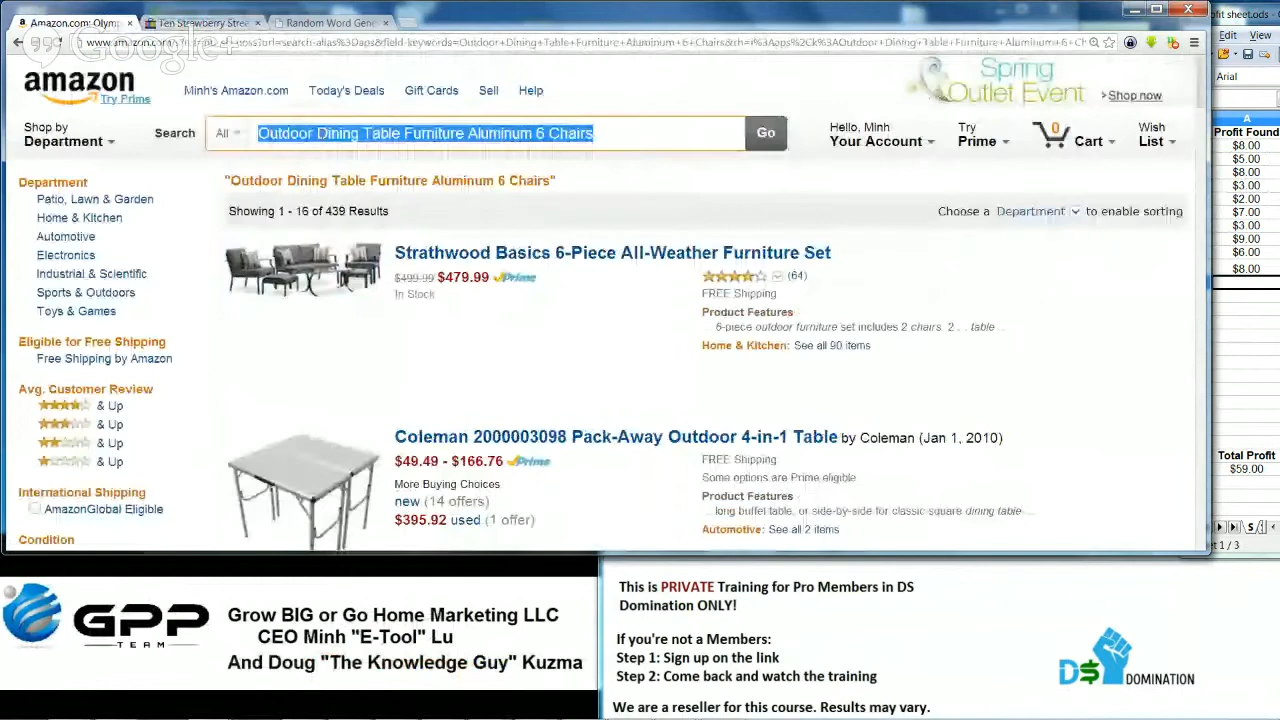 Amazon.com: Olymp
Ten Strawberry Stree
Random Word Gene
ofit sheet.ods -
Google+
Edit View
Arial
amazon
Try Prime
Minh's Amazon.com Today's Deals Gift Cards Sell Help
Spring
Outlet Event
Shop now
Shop by
Department
Search All Outdoor Dining Table Furniture Aluminum 6 Chairs Go
Hello, Minh
Your Account
Try
Prime
0
Cart
Wish
List
A
Profit Found
$8.00
$5.00
$8.00
$2.00
$7.00
$3.00
$9.00
$9.00
$8.00
Total Profit
$59.00
Department
Patio, Lawn & Garden
Home & Kitchen
Automotive
Electronics
Industrial & Scientific
Sports & Outdoors
Toys & Games
Eligible for Free Shipping
Free Shipping by Amazon
Avg. Customer Review
& Up
& Up
& Up
& Up
International Shipping
AmazonGlobal Eligible
Condition
"Outdoor Dining Table Furniture Aluminum 6 Chairs"
Showing 1 - 16 of 439 Results
Choose a Department to enable sorting
Strathwood Basics 6-Piece All-Weather Furniture Set
$499.99 $479.99 Prime
In Stock
(64)
FREE Shipping
Product Features
... 6-piece outdoor furniture set includes 2 chairs, 2 ... table ...
Home & Kitchen: See all 90 items
Coleman 2000003098 Pack-Away Outdoor 4-in-1 Table by Coleman (Jan 1, 2010)
$49.49 - $166.76 Prime
More Buying Choices
new (14 offers)
$395.92 used (1 offer)
FREE Shipping
Some options are Prime eligible
Product Features
... long buffet table, or side-by-side for classic square dining table ...
Automotive: See all 2 items
et 1 / 3
GPP
TEAM
Grow BIG or Go Home Marketing LLC
CEO Minh "E-Tool" Lu
And Doug "The Knowledge Guy" Kuzma
This is PRIVATE Training for Pro Members in DS
Domination ONLY!
If you're not a Members:
Step 1: Sign up on the link
Step 2: Come back and watch the training
We are a reseller for this course. Results may vary.
D$ DOMINATION